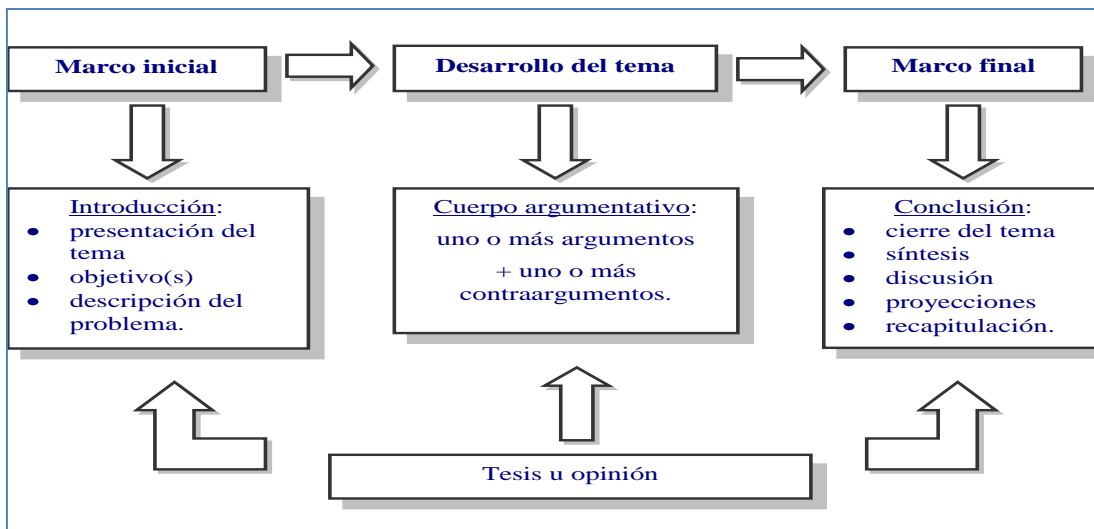 Marco inicial
Desarrollo del tema
Marco final
Introducción:
• presentación del
tema
• objetivo(s)
• descripción del
problema.
Cuerpo argumentativo:
uno o más argumentos
+ uno o más
contraargumentos.
Conclusión:
• cierre del tema
• síntesis
• discusión
• proyecciones
• recapitulación.
Tesis u opinión